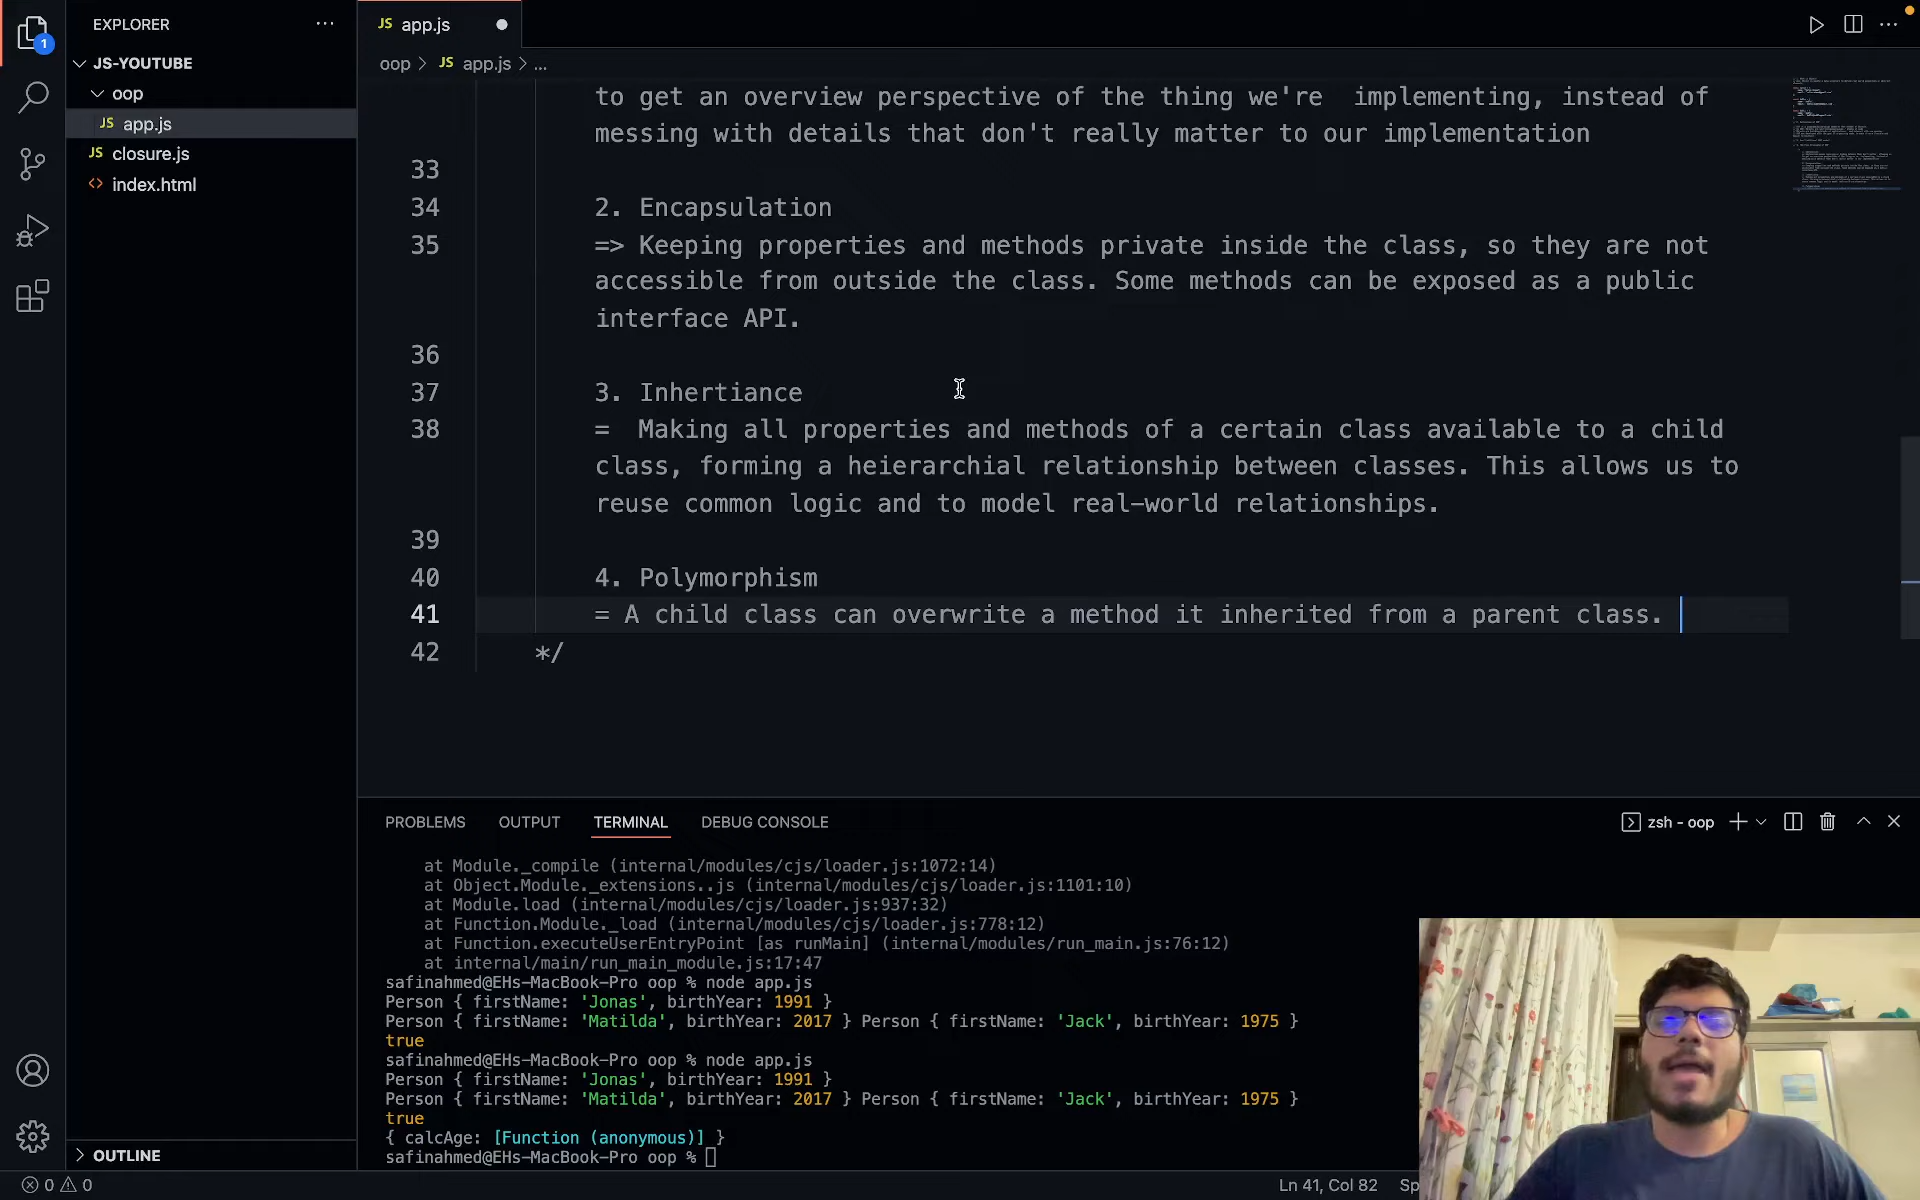 EXPLORER
JS app.js
JS-YOUTUBE
oop > JS app.js > ...
oop
JS app.js
JS closure.js
<> index.html
to get an overview perspective of the thing we're  implementing, instead of
messing with details that don't really matter to our implementation
33
34 2. Encapsulation
35 => Keeping properties and methods private inside the class, so they are not
accessible from outside the class. Some methods can be exposed as a public
interface API.
36
37 3. Inhertiance
38 =  Making all properties and methods of a certain class available to a child
class, forming a heierarchial relationship between classes. This allows us to
reuse common logic and to model real-world relationships.
39
40 4. Polymorphism
41 = A child class can overwrite a method it inherited from a parent class.
42 */
1
PROBLEMS OUTPUT TERMINAL DEBUG CONSOLE
zsh - oop
at Module._compile (internal/modules/cjs/loader.js:1072:14)
at Object.Module._extensions..js (internal/modules/cjs/loader.js:1101:10)
at Module.load (internal/modules/cjs/loader.js:937:32)
at Function.Module._load (internal/modules/cjs/loader.js:778:12)
at Function.executeUserEntryPoint [as runMain] (internal/modules/run_main.js:76:12)
at internal/main/run_main_module.js:17:47
safinahmed@EHs-MacBook-Pro oop % node app.js
Person { firstName: 'Jonas', birthYear: 1991 }
Person { firstName: 'Matilda', birthYear: 2017 } Person { firstName: 'Jack', birthYear: 1975 }
true
safinahmed@EHs-MacBook-Pro oop % node app.js
Person { firstName: 'Jonas', birthYear: 1991 }
Person { firstName: 'Matilda', birthYear: 2017 } Person { firstName: 'Jack', birthYear: 1975 }
true
{ calcAge: [Function (anonymous)] }
safinahmed@EHs-MacBook-Pro oop %
OUTLINE
0 0
Ln 41, Col 82 Sp